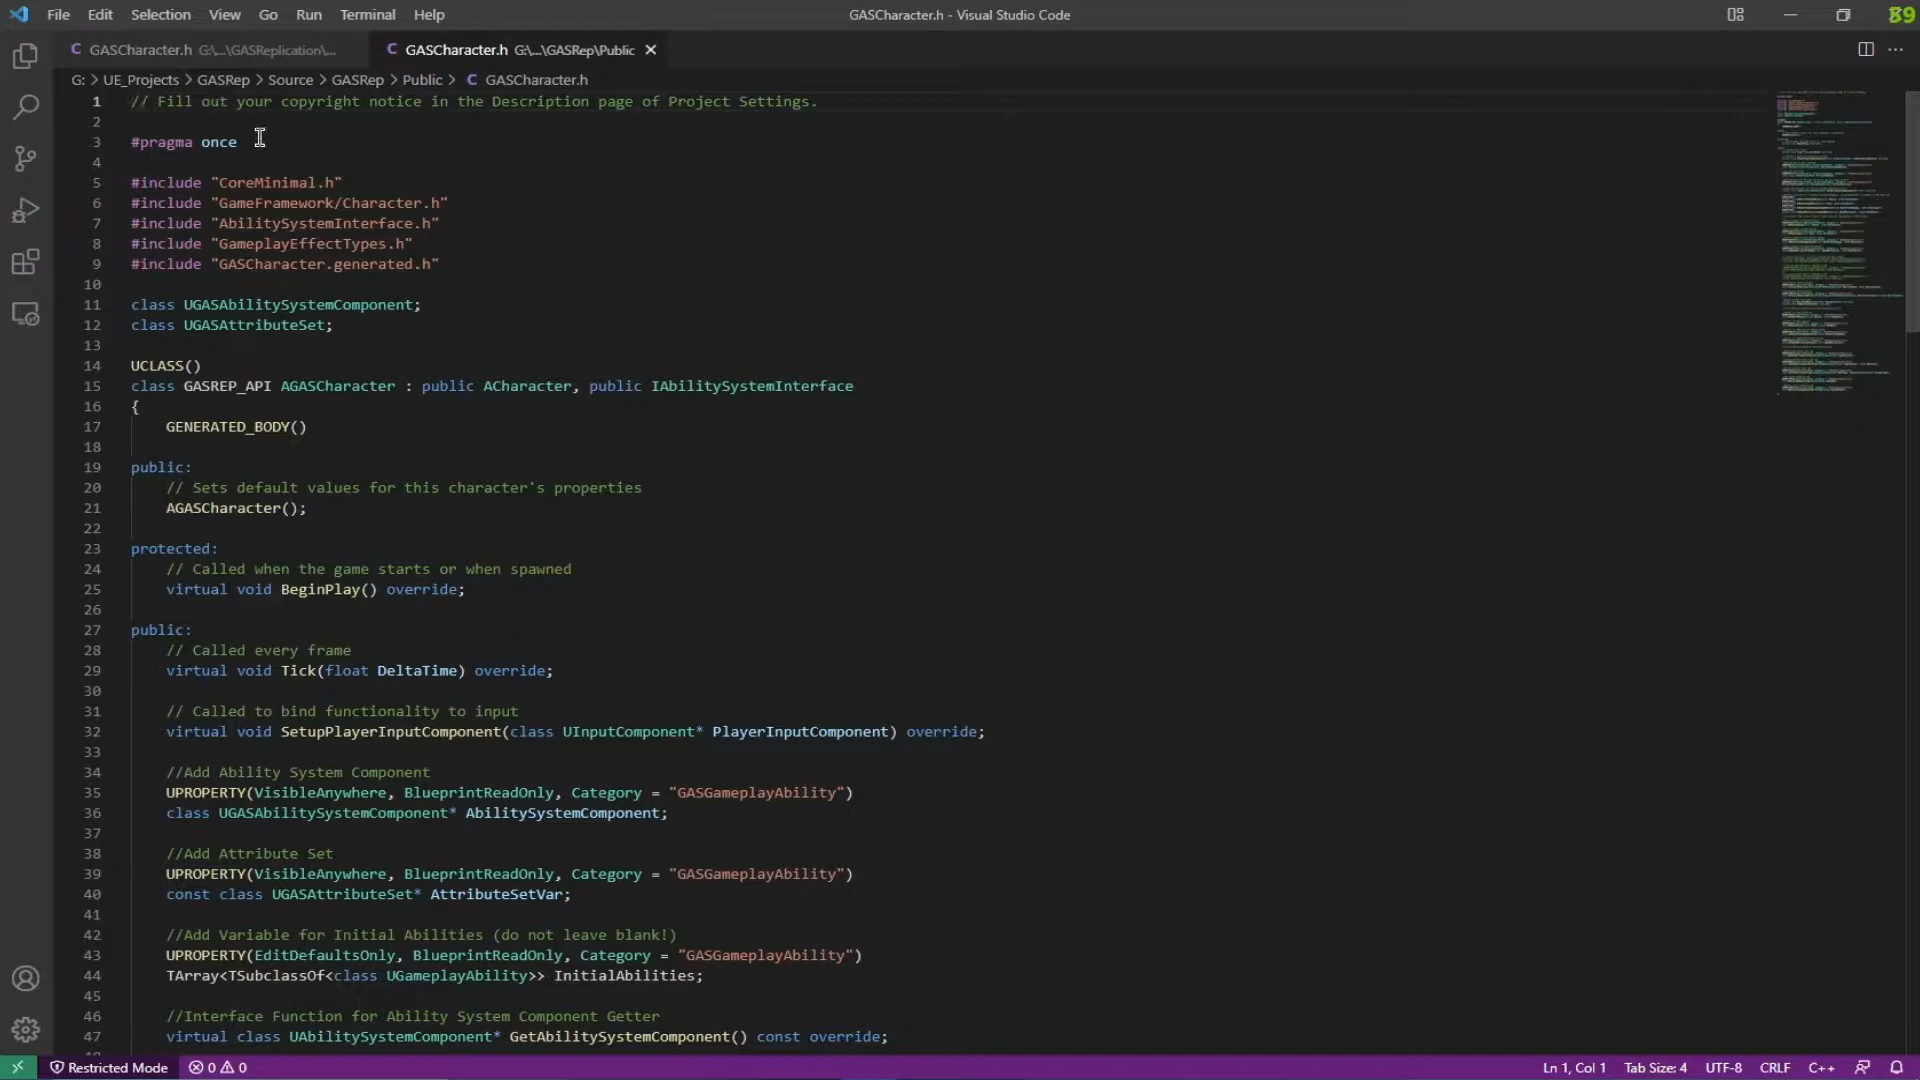 File Edit Selection View Go Run Terminal Help
GASCharacter.h - Visual Studio Code
59
GASCharacter.h G:\...\GASReplication\...
GASCharacter.h G:\...\GASRep\Public
G: > UE_Projects > GASRep > Source > GASRep > Public > C GASCharacter.h
1 // Fill out your copyright notice in the Description page of Project Settings.
2
3 #pragma once
4
5 #include "CoreMinimal.h"
6 #include "GameFramework/Character.h"
7 #include "AbilitySystemInterface.h"
8 #include "GameplayEffectTypes.h"
9 #include "GASCharacter.generated.h"
10
11 class UGASAbilitySystemComponent;
12 class UGASAttributeSet;
13
14 UCLASS()
15 class GASREP_API AGASCharacter : public ACharacter, public IAbilitySystemInterface
16 {
17 GENERATED_BODY()
18
19 public:
20 // Sets default values for this character's properties
21 AGASCharacter();
22
23 protected:
24 // Called when the game starts or when spawned
25 virtual void BeginPlay() override;
26
27 public:
28 // Called every frame
29 virtual void Tick(float DeltaTime) override;
30
31 // Called to bind functionality to input
32 virtual void SetupPlayerInputComponent(class UInputComponent* PlayerInputComponent) override;
33
34 //Add Ability System Component
35 UPROPERTY(VisibleAnywhere, BlueprintReadOnly, Category = "GASGameplayAbility")
36 class UGASAbilitySystemComponent* AbilitySystemComponent;
37
38 //Add Attribute Set
39 UPROPERTY(VisibleAnywhere, BlueprintReadOnly, Category = "GASGameplayAbility")
40 const class UGASAttributeSet* AttributeSetVar;
41
42 //Add Variable for Initial Abilities (do not leave blank!)
43 UPROPERTY(EditDefaultsOnly, BlueprintReadOnly, Category = "GASGameplayAbility")
44 TArray<TSubclassOf<class UGameplayAbility>> InitialAbilities;
45
46 //Interface Function for Ability System Component Getter
47 virtual class UAbilitySystemComponent* GetAbilitySystemComponent() const override;
Restricted Mode 0 0 Ln 1, Col 1 Tab Size: 4 UTF-8 CRLF C++